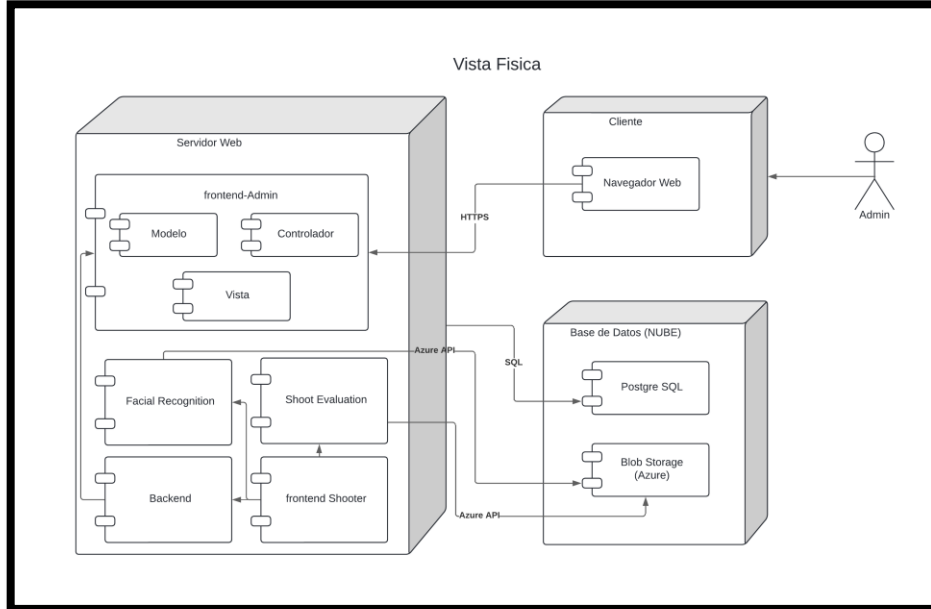 Vista Fisica
Servidor Web
frontend-Admin
Modelo
Controlador
Vista
Facial Recognition
Shoot Evaluation
Backend
frontend Shooter
HTTPS
Azure API
SQL
Azure API
Cliente
Navegador Web
Admin
Base de Datos (NUBE)
Postgre SQL
Blob Storage
(Azure)